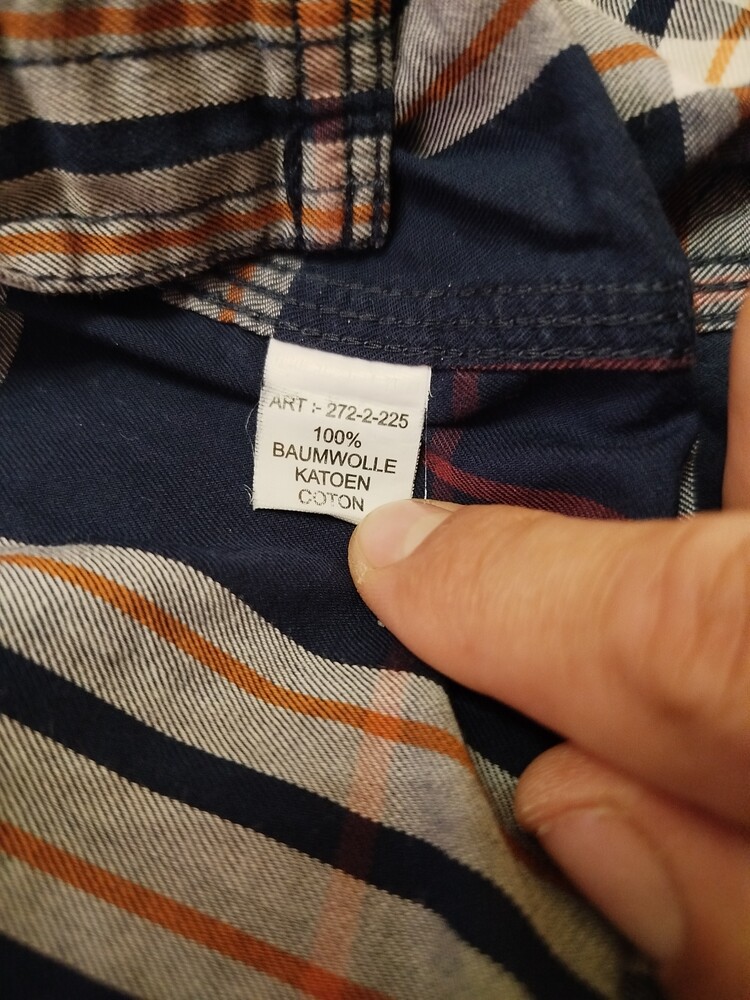 ART :- 272-2-225
100%
BAUMWOLLE
KATOEN
COTON